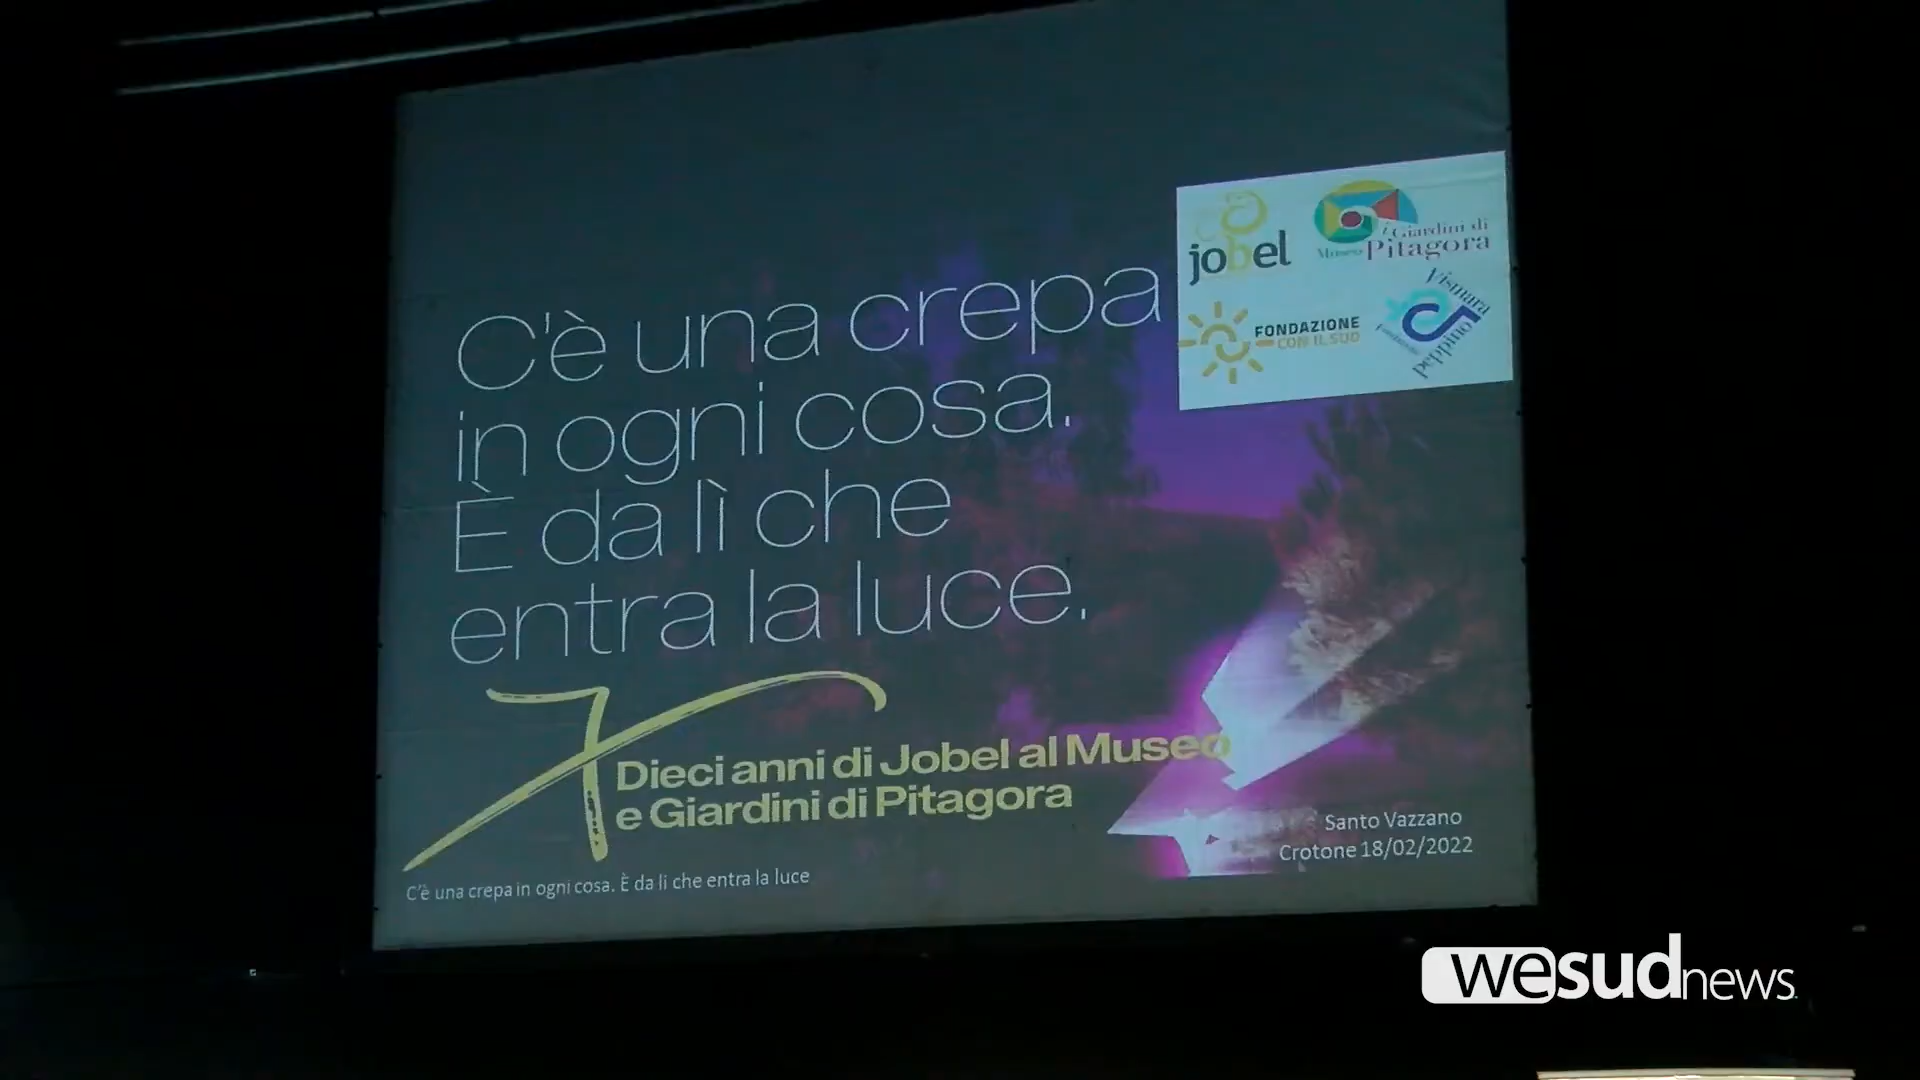 jobel
i Giardini di
Museo Pitagora
FONDAZIONE
CON IL SUD
Vismara
Peppino
C'è una crepa
in ogni cosa.
È da lì che
entra la luce.
Dieci anni di Jobel al Museo
e Giardini di Pitagora
Santo Vazzano
Crotone 18/02/2022
C'è una crepa in ogni cosa. È da li che entra la luce
wesudnews